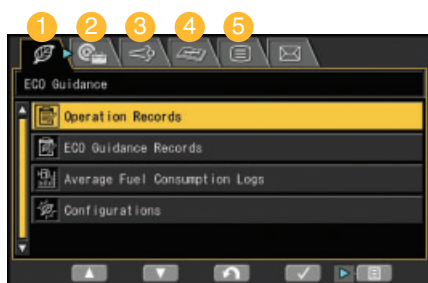 1 2 3 4 5
ECO Guidance
Operation Records
ECO Guidance Records
Average Fuel Consumption Logs
Configurations